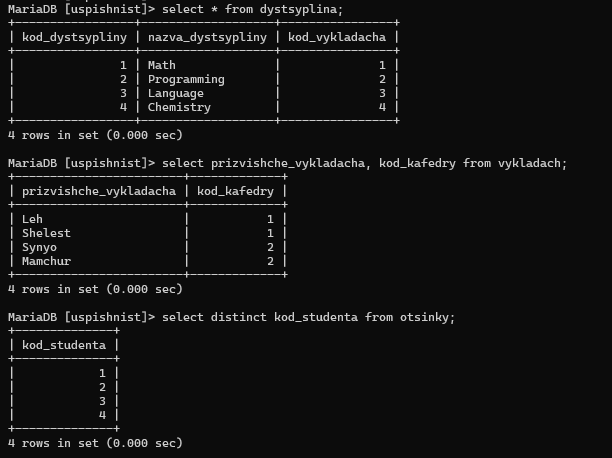 MariaDB [uspishnist]> select * from dystsyplina;
+-----------------+-------------------+----------------+
| kod_dystsypliny | nazva_dystsypliny | kod_vykladacha |
+-----------------+-------------------+----------------+
|               1 | Math              |              1 |
|               2 | Programming       |              2 |
|               3 | Language          |              3 |
|               4 | Chemistry         |              4 |
+-----------------+-------------------+----------------+
4 rows in set (0.000 sec)
MariaDB [uspishnist]> select prizvishche_vykladacha, kod_kafedry from vykladach;
+------------------------+-------------+
| prizvishche_vykladacha | kod_kafedry |
+------------------------+-------------+
| Leh                    |           1 |
| Shelest                |           1 |
| Synyo                  |           2 |
| Mamchur                |           2 |
+------------------------+-------------+
4 rows in set (0.000 sec)
MariaDB [uspishnist]> select distinct kod_studenta from otsinky;
+--------------+
| kod_studenta |
+--------------+
|            1 |
|            2 |
|            3 |
|            4 |
+--------------+
4 rows in set (0.000 sec)